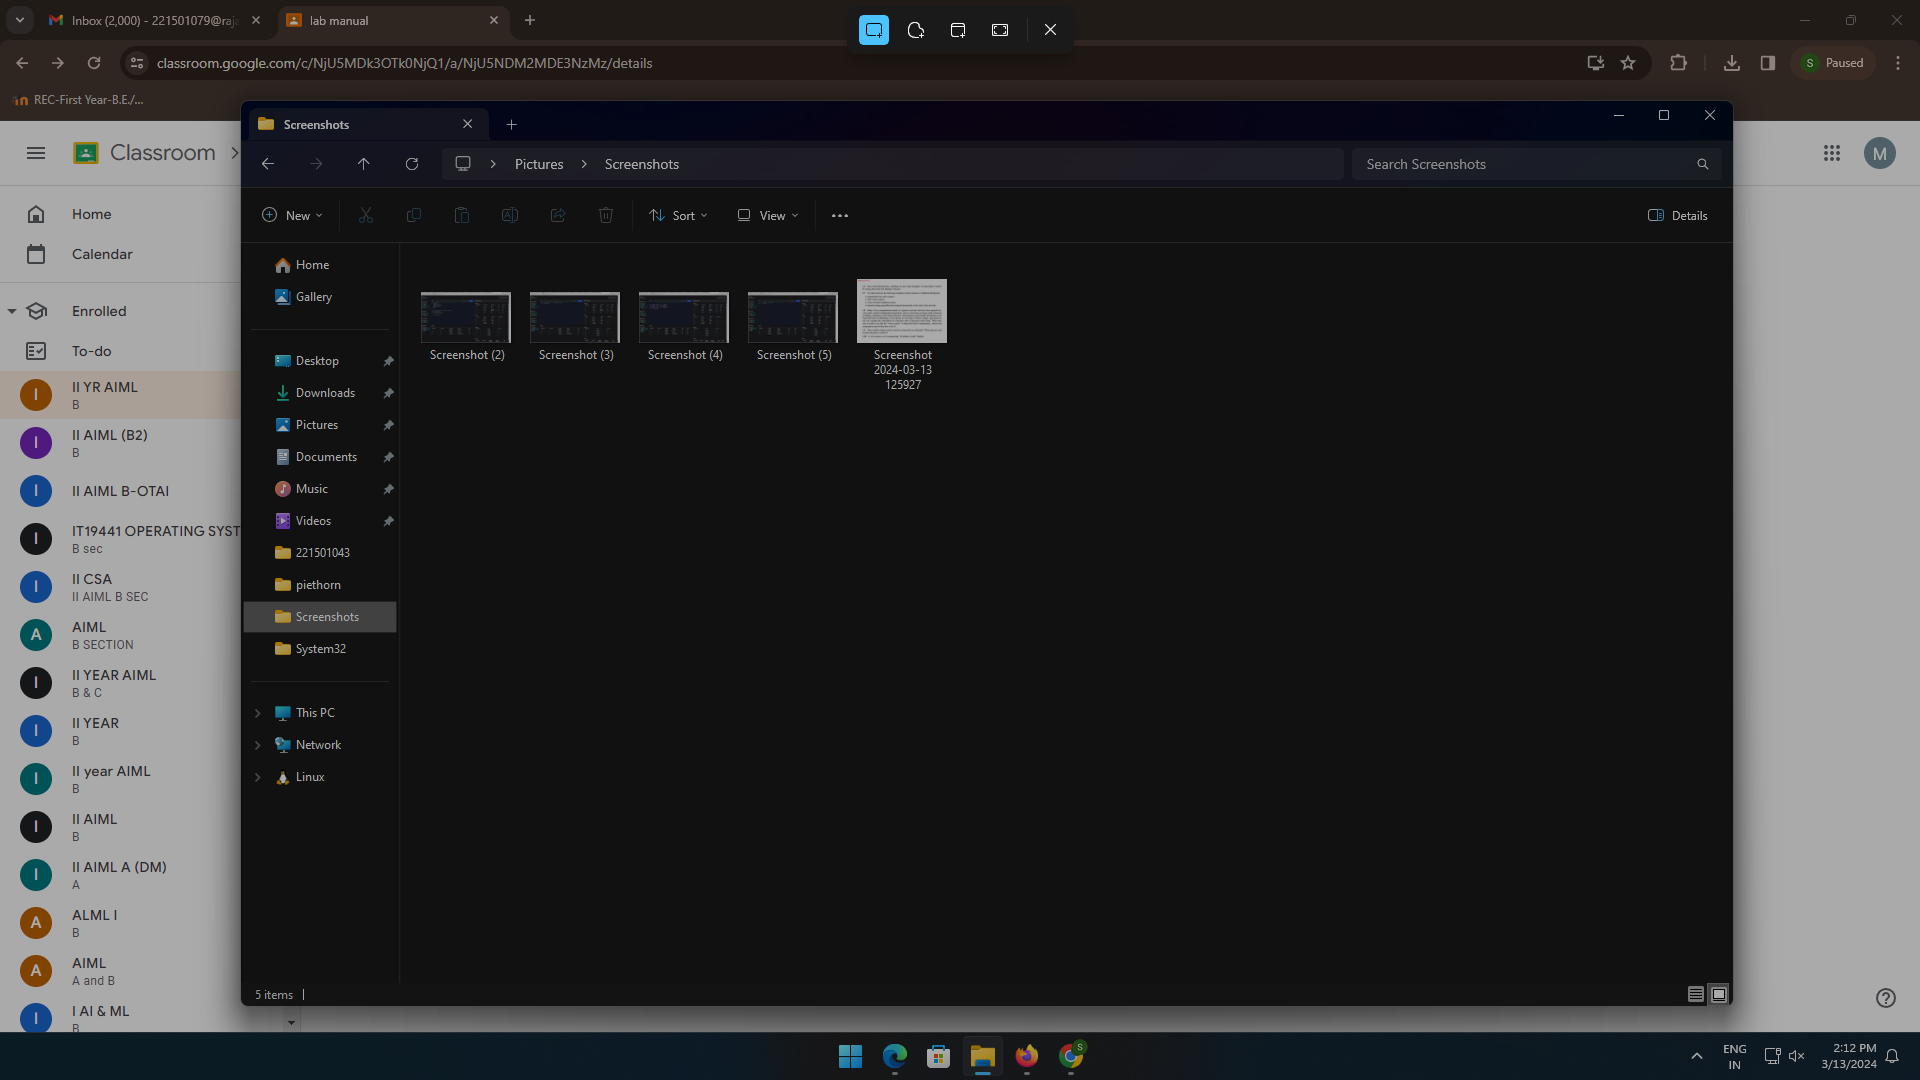 Inbox (2,000) - 221501079@raja
lab manual
classroom.google.com/c/NjU5MDk3OTk0NjQ1/a/NjU5NDM2MDE3NzMz/details
S Paused
REC-First Year-B.E./...
Classroom
M
Home
Calendar
Enrolled
To-do
I II YR AIML
B
I II AIML (B2)
B
I II AIML B-OTAI
I IT19441 OPERATING SYST
B sec
I II CSA
II AIML B SEC
A AIML
B SECTION
I II YEAR AIML
B & C
I II YEAR
B
I II year AIML
B
I II AIML
B
I II AIML A (DM)
A
A ALML I
B
A AIML
A and B
I I AI & ML
B
Screenshots
Pictures
Screenshots
Search Screenshots
New
Sort
View
Details
Home
Gallery
Desktop
Downloads
Pictures
Documents
Music
Videos
221501043
piethorn
Screenshots
System32
This PC
Network
Linux
Screenshot (2)
Screenshot (3)
Screenshot (4)
Screenshot (5)
Screenshot
2024-03-13
125927
5 items
S
ENG
IN
2:12 PM
3/13/2024